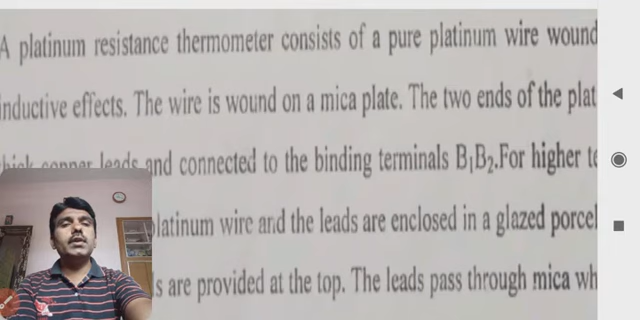 A platinum resistance thermometer consists of a pure platinum wire wound
inductive effects. The wire is wound on a mica plate. The two ends of the plat
copper leads and connected to the binding terminals B₁B₂.For higher te
latinum wire and the leads are enclosed in a glazed porcel
s are provided at the top. The leads pass through mica wh